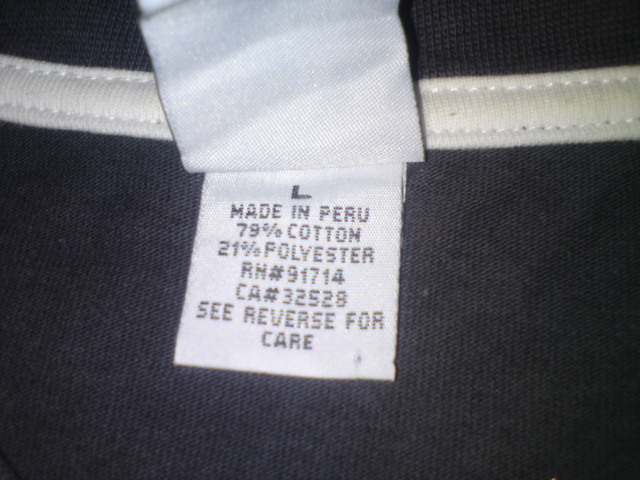 L
MADE IN PERU
79% COTTON
21% POLYESTER
RN#91714
CA#32528
SEE REVERSE FOR
CARE